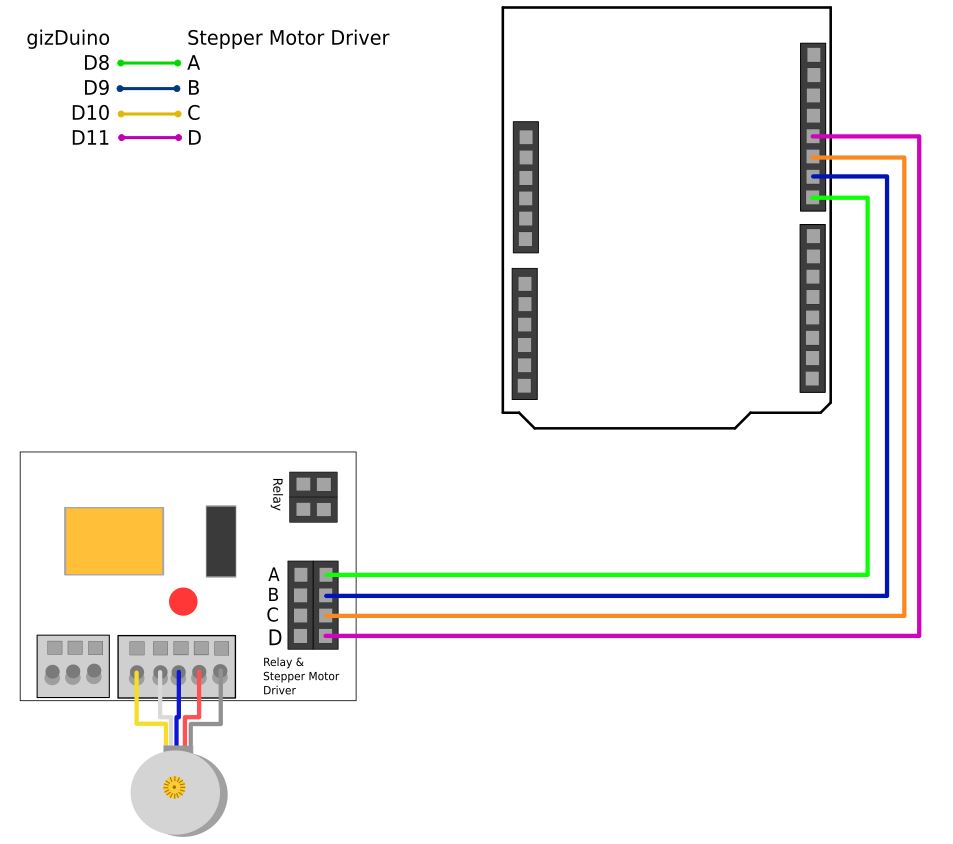 gizDuino Stepper Motor Driver
D8 A
D9 B
D10 C
D11 D
Relay
A
B
C
D
Relay &
Stepper Motor
Driver